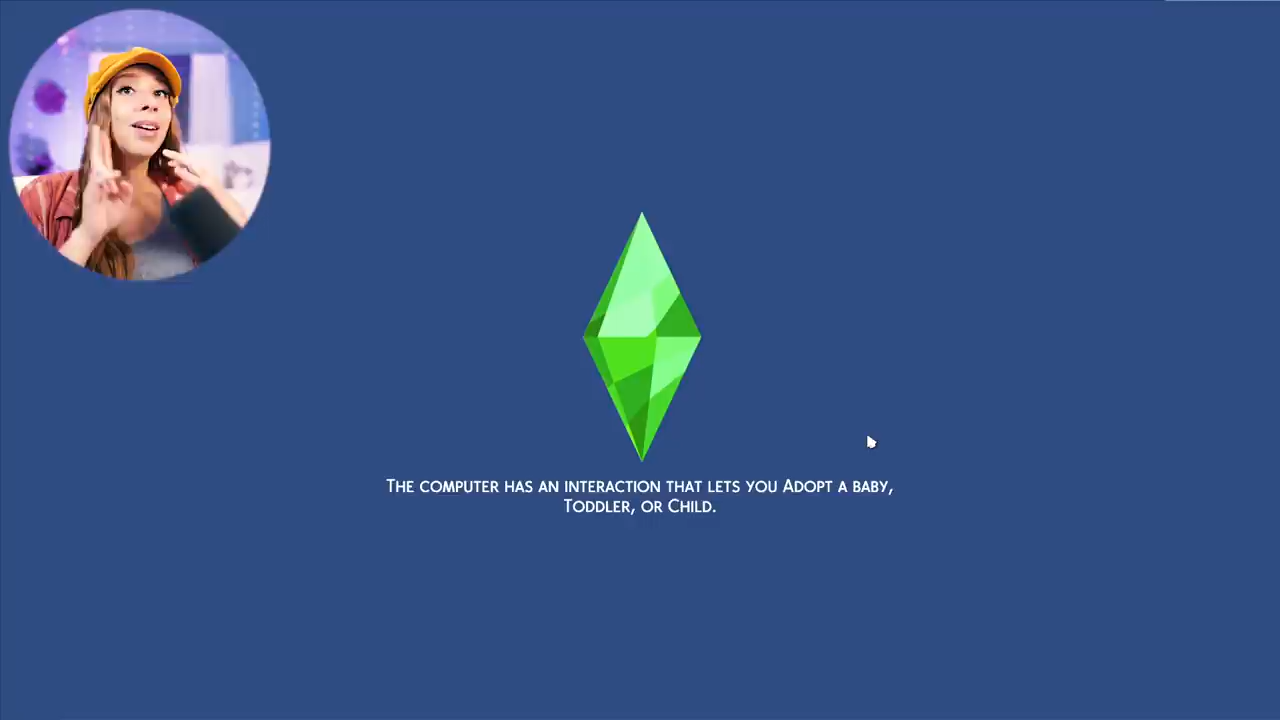 The computer has an interaction that lets you Adopt a baby,
Toddler, or Child.